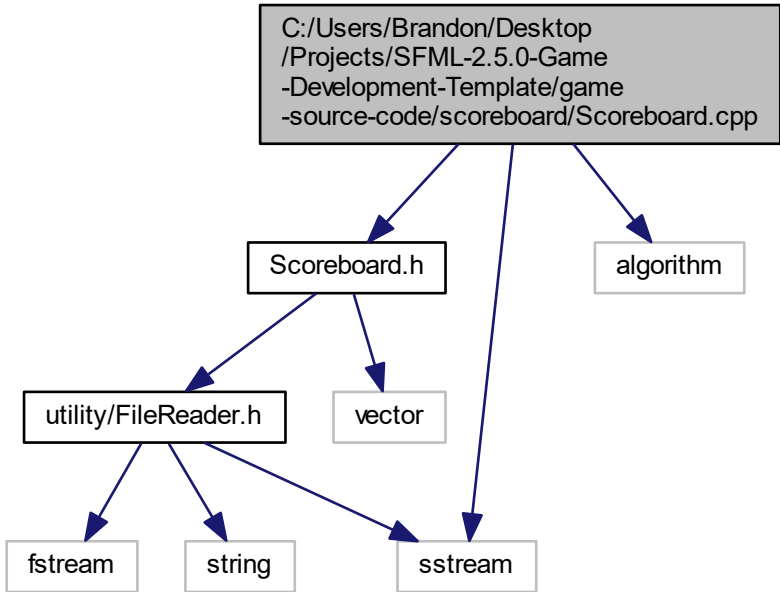 C:/Users/Brandon/Desktop
/Projects/SFML-2.5.0-Game
-Development-Template/game
-source-code/scoreboard/Scoreboard.cpp
Scoreboard.h
algorithm
utility/FileReader.h
vector
fstream
string
sstream